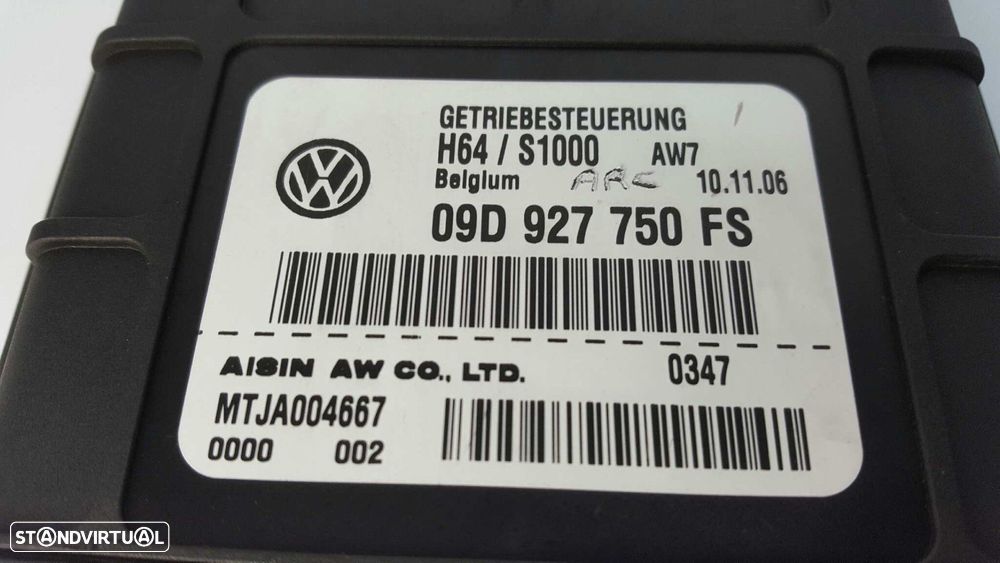 GETRIEBESTEUERUNG
H64 / S1000 AW7
Belgium ARC 10.11.06
09D 927 750 FS
AISIN AW CO., LTD. 0347
MTJA004667
0000 002
STANDVIRTUAL